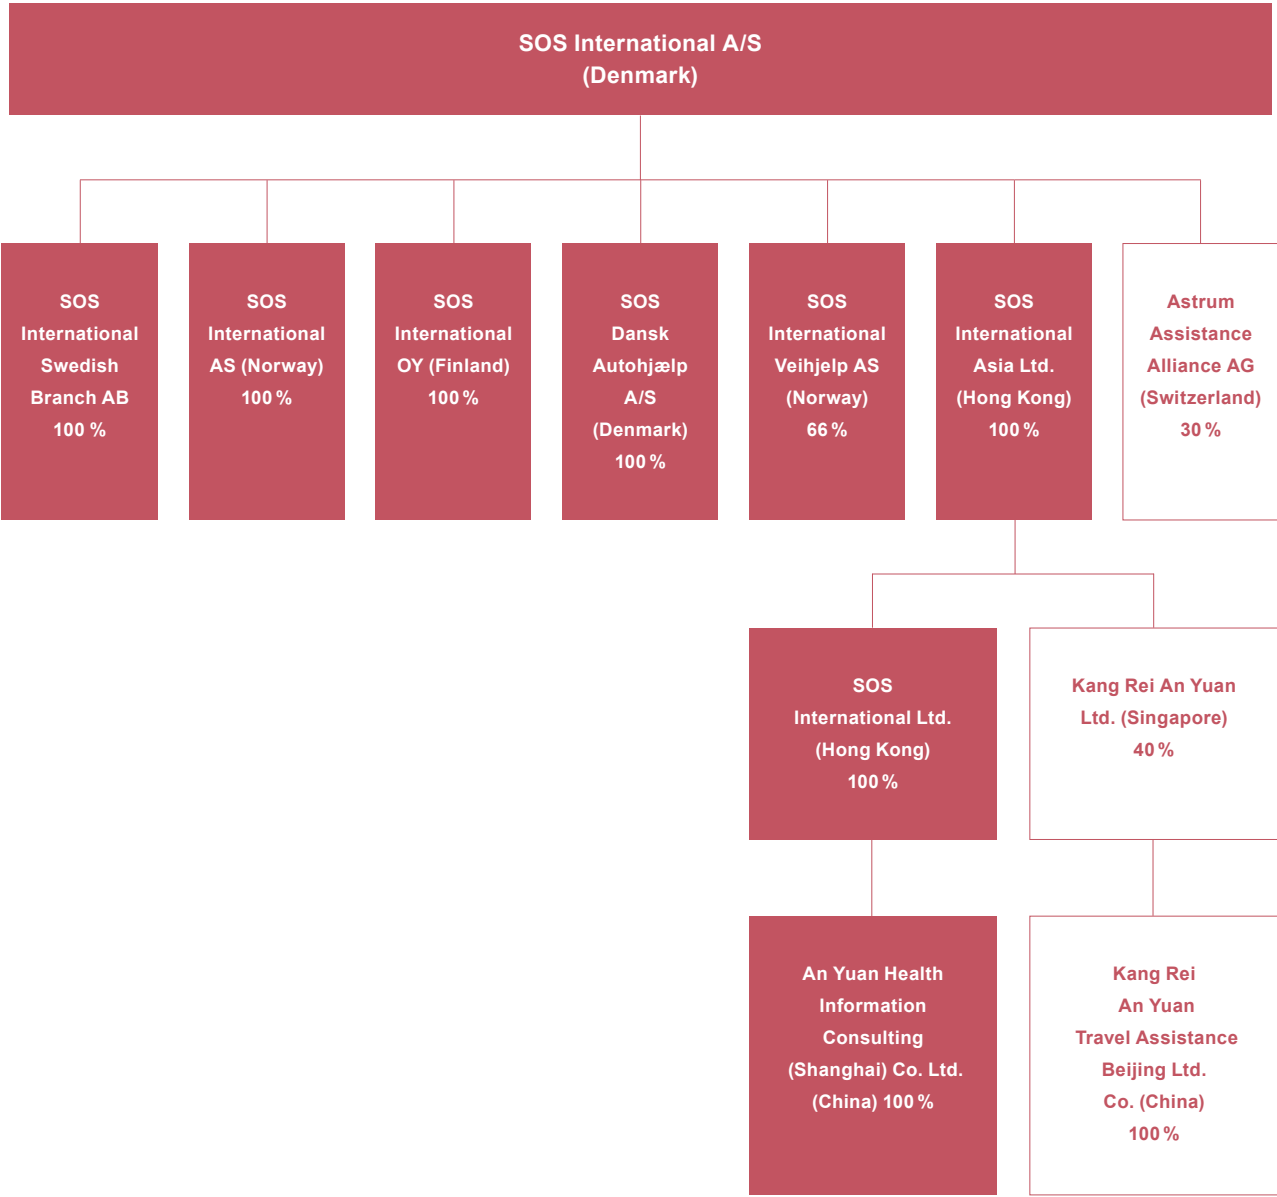 SOS International A/S
(Denmark)
SOS
International
Swedish
Branch AB
100 %
SOS
International
AS (Norway)
100 %
SOS
International
OY (Finland)
100 %
SOS
Dansk
Autohjælp
A/S
(Denmark)
100 %
SOS
International
Veihjelp AS
(Norway)
66 %
SOS
International
Asia Ltd.
(Hong Kong)
100 %
Astrum
Assistance
Alliance AG
(Switzerland)
30 %
SOS
International Ltd.
(Hong Kong)
100 %
Kang Rei An Yuan
Ltd. (Singapore)
40 %
An Yuan Health
Information
Consulting
(Shanghai) Co. Ltd.
(China) 100 %
Kang Rei
An Yuan
Travel Assistance
Beijing Ltd.
Co. (China)
100 %